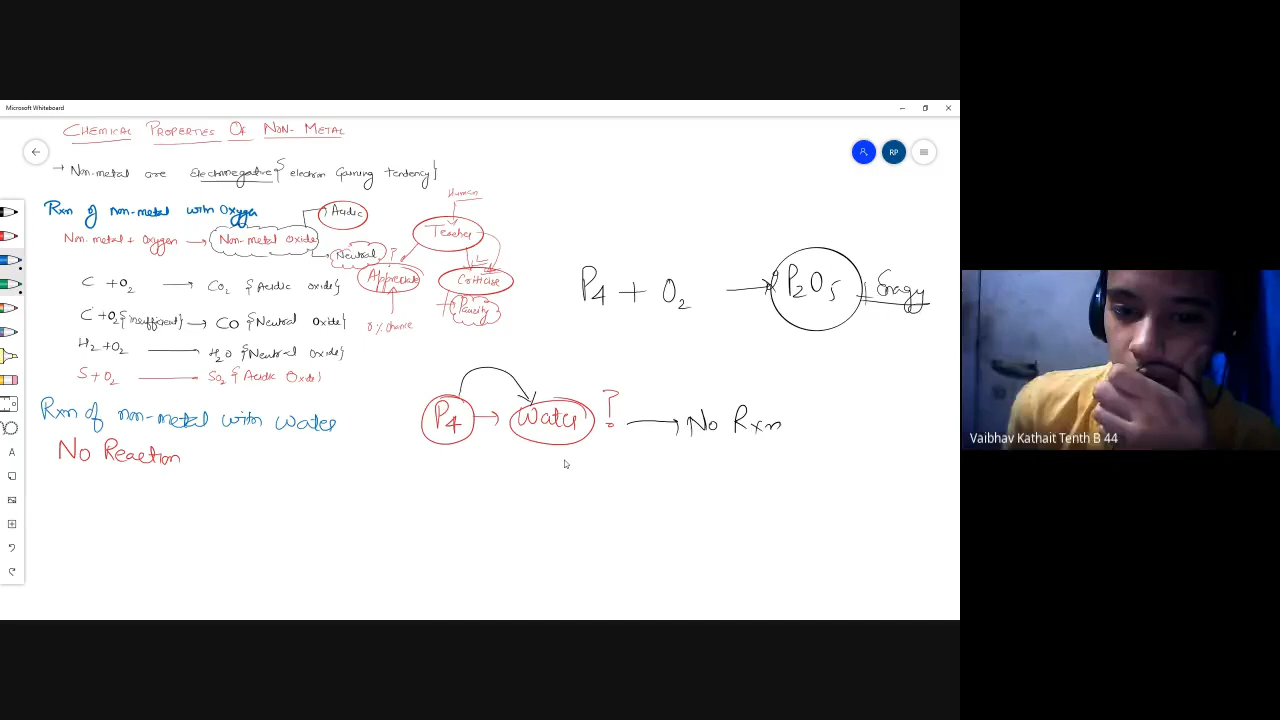 Microsoft Whiteboard
CHEMICAL PROPERTIES OF NON-METAL
RP
→ Non-metal are Electronegative { electron Gaining Tendency}
Human
Rxn of non-metal with Oxygen
Acidic
Teacher
Non-metal + Oxygen → Non-metal Oxide
Neutral
?
Appreciate
Criticise
Paucity
0% chance
C + O2 → CO2 {Acidic oxide}
C + O2 {insufficient} → CO {Neutral Oxide}
H2 + O2 → H2O {Neutral oxide}
S + O2 → SO2 {Acidic Oxide}
P4 + O2 → P2O5 + Energy
Rxn of non-metal with Water
No Reaction
P4 → Water ? → No Rxn
A
Vaibhav Kathait Tenth B 44